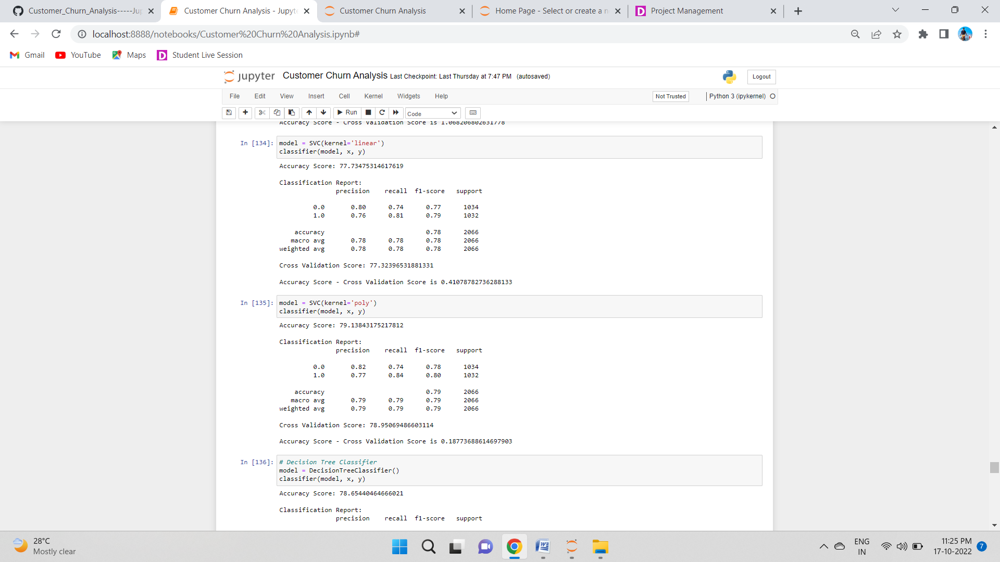 Customer_Churn_Analysis-----Jup
Customer Churn Analysis - Jupyte
Customer Churn Analysis
Home Page - Select or create a n
Project Management
localhost:8888/notebooks/Customer%20Churn%20Analysis.ipynb#
Gmail
YouTube
Maps
Student Live Session
jupyter Customer Churn Analysis Last Checkpoint: Last Thursday at 7:47 PM (autosaved)
Logout
File Edit View Insert Cell Kernel Widgets Help
Not Trusted
Python 3 (ipykernel)
Run
Code
Accuracy Score - Cross Validation Score is 1.068206802631778
In [134]: model = SVC(kernel='linear')
classifier(model, x, y)
Accuracy Score: 77.73475314617619
Classification Report:
precision recall f1-score support
0.0 0.80 0.74 0.77 1034
1.0 0.76 0.81 0.79 1032
accuracy 0.78 2066
macro avg 0.78 0.78 0.78 2066
weighted avg 0.78 0.78 0.78 2066
Cross Validation Score: 77.32396531881331
Accuracy Score - Cross Validation Score is 0.41078782736288133
In [135]: model = SVC(kernel='poly')
classifier(model, x, y)
Accuracy Score: 79.13843175217812
Classification Report:
precision recall f1-score support
0.0 0.82 0.74 0.78 1034
1.0 0.77 0.84 0.80 1032
accuracy 0.79 2066
macro avg 0.79 0.79 0.79 2066
weighted avg 0.79 0.79 0.79 2066
Cross Validation Score: 78.95069486603114
Accuracy Score - Cross Validation Score is 0.18773688614697903
In [136]: # Decision Tree Classifier
model = DecisionTreeClassifier()
classifier(model, x, y)
Accuracy Score: 78.65440464666021
Classification Report:
precision recall f1-score support
28°C
Mostly clear
ENG
IN
11:25 PM
17-10-2022
7